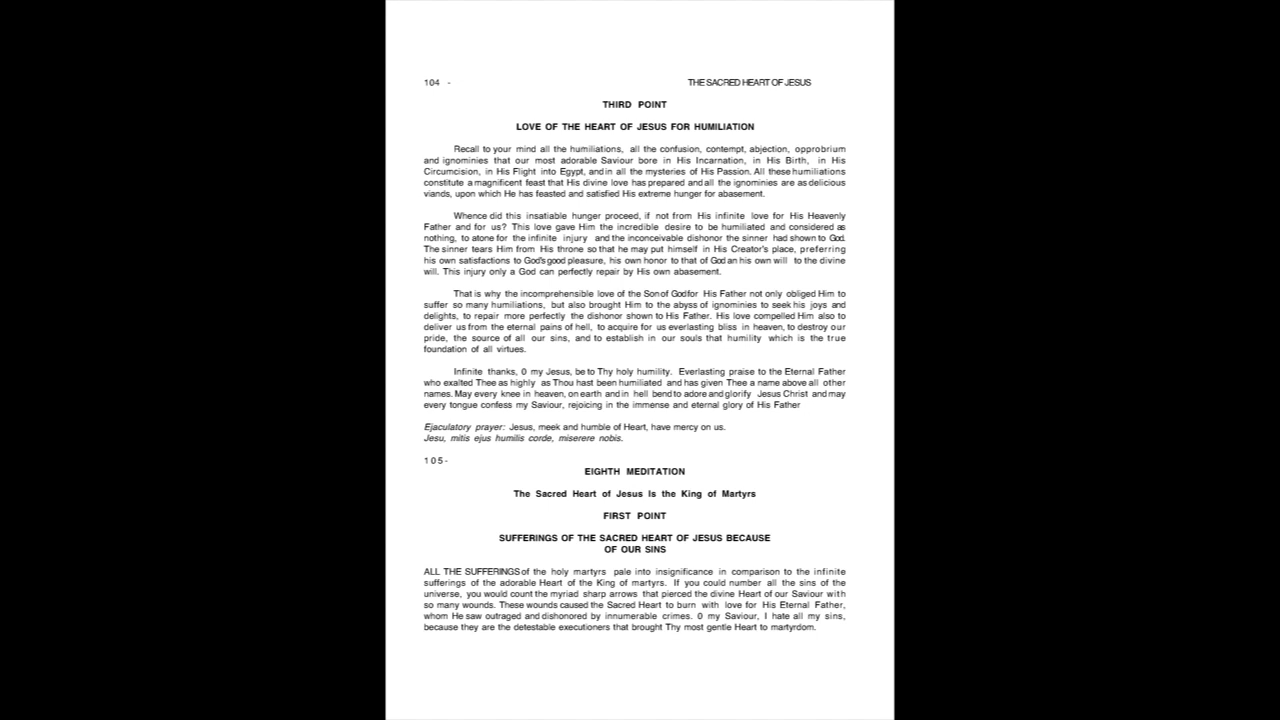 104 - THE SACRED HEART OF JESUS
THIRD POINT
LOVE OF THE HEART OF JESUS FOR HUMILIATION
Recall to your mind all the humiliations, all the confusion, contempt, abjection, opprobrium
and ignominies that our most adorable Saviour bore in His Incarnation, in His Birth, in His
Circumcision, in His Flight into Egypt, and in all the mysteries of His Passion. All these humiliations
constitute a magnificent feast that His divine love has prepared and all the ignominies are as delicious
viands, upon which He has feasted and satisfied His extreme hunger for abasement.
Whence did this insatiable hunger proceed, if not from His infinite love for His Heavenly
Father and for us? This love gave Him the incredible desire to be humiliated and considered as
nothing, to atone for the infinite injury and the inconceivable dishonor the sinner had shown to God.
The sinner tears Him from His throne so that he may put himself in His Creator's place, preferring
his own satisfactions to God's good pleasure, his own honor to that of God an his own will to the divine
will. This injury only a God can perfectly repair by His own abasement.
That is why the incomprehensible love of the Son of God for His Father not only obliged Him to
suffer so many humiliations, but also brought Him to the abyss of ignominies to seek his joys and
delights, to repair more perfectly the dishonor shown to His Father. His love compelled Him also to
deliver us from the eternal pains of hell, to acquire for us everlasting bliss in heaven, to destroy our
pride, the source of all our sins, and to establish in our souls that humility which is the true
foundation of all virtues.
Infinite thanks, 0 my Jesus, be to Thy holy humility. Everlasting praise to the Eternal Father
who exalted Thee as highly as Thou hast been humiliated and has given Thee a name above all other
names. May every knee in heaven, on earth and in hell bend to adore and glorify Jesus Christ and may
every tongue confess my Saviour, rejoicing in the immense and eternal glory of His Father
Ejaculatory prayer: Jesus, meek and humble of Heart, have mercy on us.
Jesu, mitis ejus humilis corde, miserere nobis.
105-
EIGHTH MEDITATION
The Sacred Heart of Jesus Is the King of Martyrs
FIRST POINT
SUFFERINGS OF THE SACRED HEART OF JESUS BECAUSE
OF OUR SINS
ALL THE SUFFERINGS of the holy martyrs pale into insignificance in comparison to the infinite
sufferings of the adorable Heart of the King of martyrs. If you could number all the sins of the
universe, you would count the myriad sharp arrows that pierced the divine Heart of our Saviour with
so many wounds. These wounds caused the Sacred Heart to burn with love for His Eternal Father,
whom He saw outraged and dishonored by innumerable crimes. 0 my Saviour, I hate all my sins,
because they are the detestable executioners that brought Thy most gentle Heart to martyrdom.